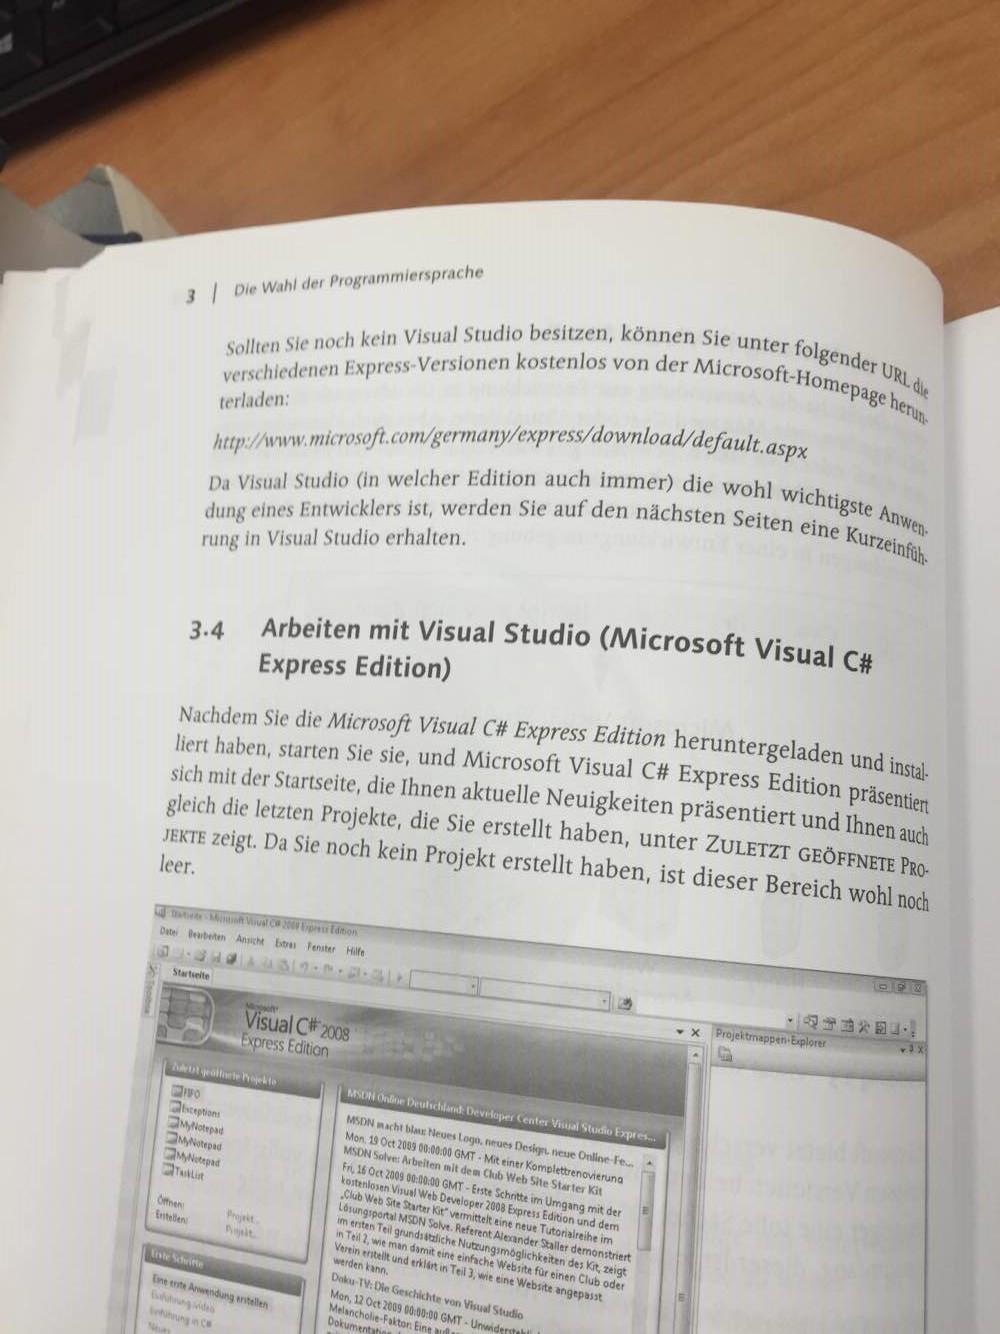 3 | Die Wahl der Programmiersprache
Sollten Sie noch kein Visual Studio besitzen, können Sie unter folgender URL die
verschiedenen Express-Versionen kostenlos von der Microsoft-Homepage herun-
terladen:
http://www.microsoft.com/germany/express/download/default.aspx
Da Visual Studio (in welcher Edition auch immer) die wohl wichtigste Anwen-
dung eines Entwicklers ist, werden Sie auf den nächsten Seiten eine Kurzeinfüh-
rung in Visual Studio erhalten.
3.4 Arbeiten mit Visual Studio (Microsoft Visual C#
Express Edition)
Nachdem Sie die Microsoft Visual C# Express Edition heruntergeladen und instal-
liert haben, starten Sie sie, und Microsoft Visual C# Express Edition präsentiert
sich mit der Startseite, die Ihnen aktuelle Neuigkeiten präsentiert und Ihnen auch
gleich die letzten Projekte, die Sie erstellt haben, unter ZULETZT GEÖFFNETE PRO-
JEKTE zeigt. Da Sie noch kein Projekt erstellt haben, ist dieser Bereich wohl noch
leer.
Startseite - Microsoft Visual C# 2008 Express Edition
Datei Bearbeiten Ansicht Extras Fenster Hilfe
Startseite
Toolbox
Microsoft
Visual C# 2008
Express Edition
Projektmappen-Explorer
Zuletzt geöffnete Projekte
FIFO
Exceptions
MyNotepad
MyNotepad
MyNotepad
TaskList
Öffnen: Projekt...
Erstellen: Projekt...
Erste Schritte
Eine erste Anwendung erstellen
Einführung in C#
MSDN Online Deutschland: Developer Center Visual Studio Expres...
MSDN macht blau: Neues Logo, neues Design, neue Online-Fe...
Mon, 19 Oct 2009 00:00:00 GMT - Mit einer Komplettrenovierung
MSDN Solve: Arbeiten mit dem Club Web Site Starter Kit
Fri, 16 Oct 2009 00:00:00 GMT - Erste Schritte im Umgang mit der
kostenlosen Visual Web Developer 2008 Express Edition und dem
„Club Web Site Starter Kit" vermittelt eine neue Tutorialreihe im
Lösungsportal MSDN Solve. Referent Alexander Staller demonstriert
im ersten Teil grundsätzliche Nutzungsmöglichkeiten des Kit, zeigt
in Teil 2, wie man damit eine einfache Website für einen Club oder
Verein erstellt und erklärt in Teil 3, wie eine Website angepasst
werden kann.
Doku-TV: Die Geschichte von Visual Studio
Mon, 12 Oct 2009 00:00:00 GMT - Unwiderstehlich
Melancholie-Faktor: Eine